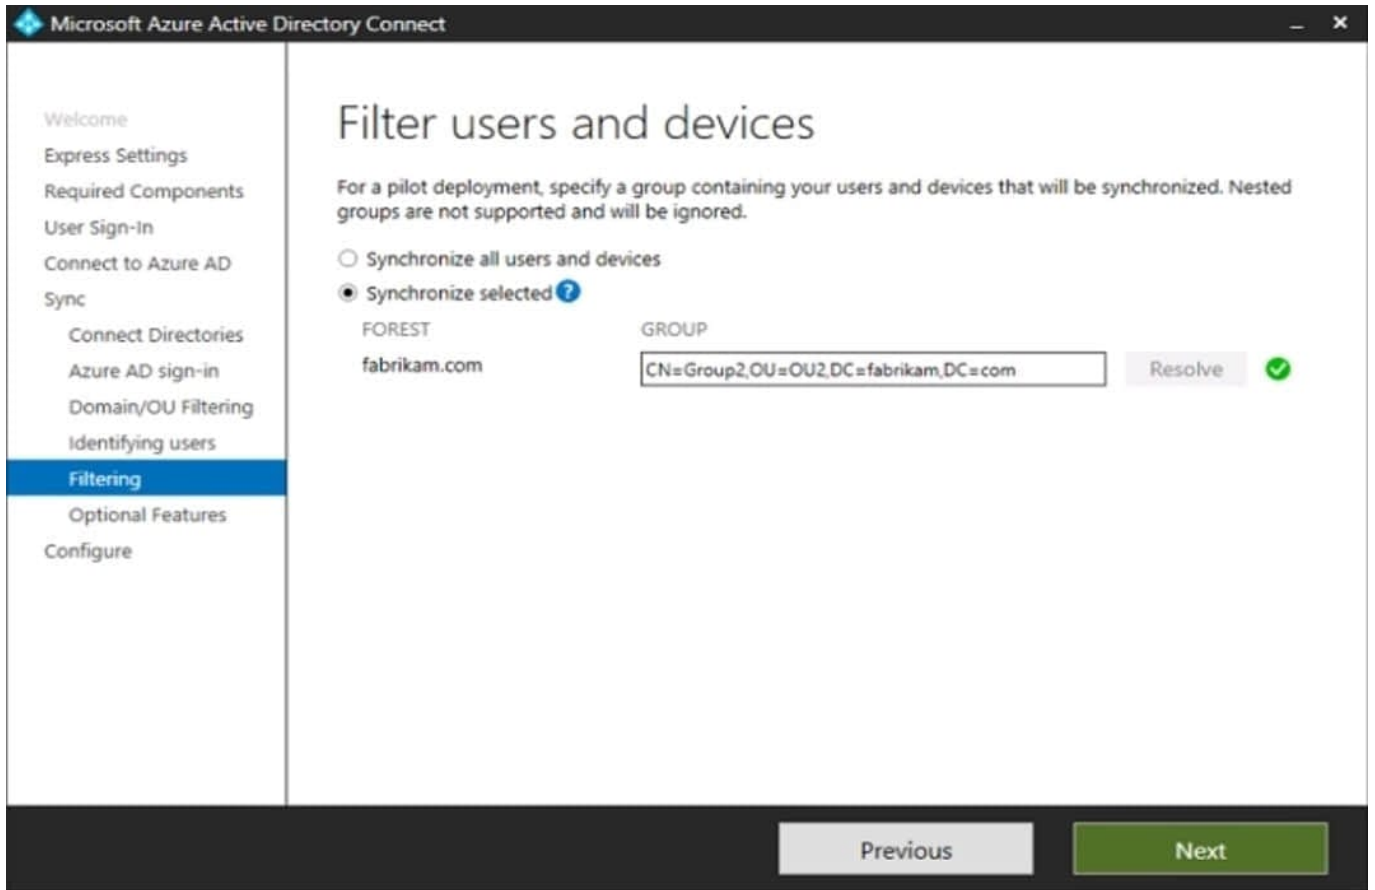 Microsoft Azure Active Directory Connect
Welcome
Express Settings
Required Components
User Sign-In
Connect to Azure AD
Sync
Connect Directories
Azure AD sign-in
Domain/OU Filtering
Identifying users
Filtering
Optional Features
Configure
Filter users and devices
For a pilot deployment, specify a group containing your users and devices that will be synchronized. Nested
groups are not supported and will be ignored.
Synchronize all users and devices
Synchronize selected ?
FOREST GROUP
fabrikam.com CN=Group2,OU=OU2,DC=fabrikam,DC=com Resolve
Previous Next